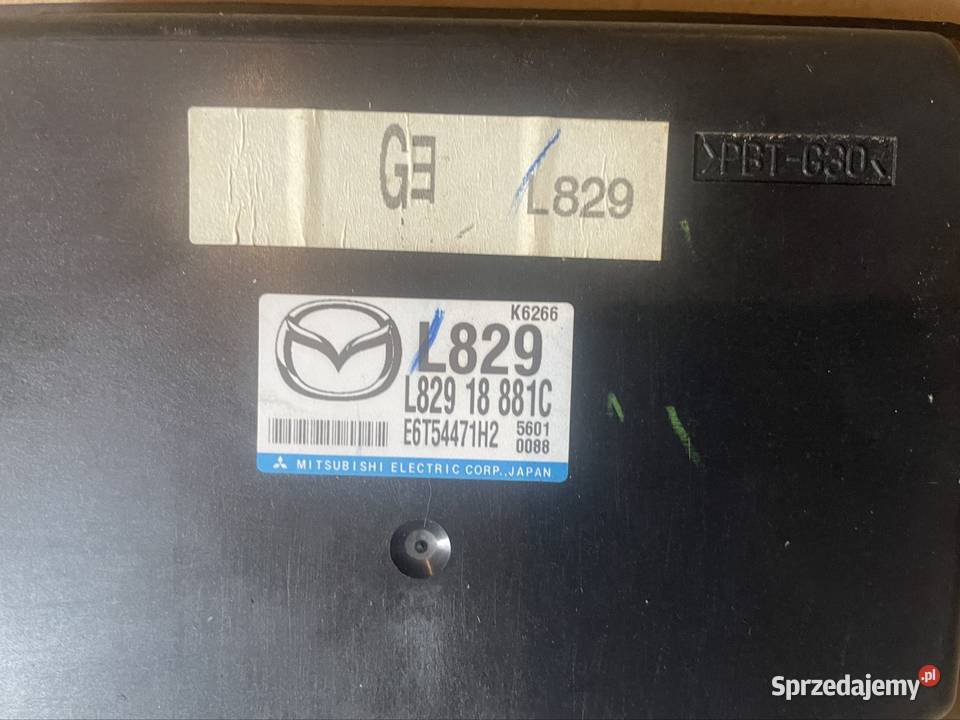 GE L829
>PBT-G30<
K6266
L829
L829 18 881C
E6T54471H2 5601
0088
MITSUBISHI ELECTRIC CORP., JAPAN
Sprzedajemy.pl